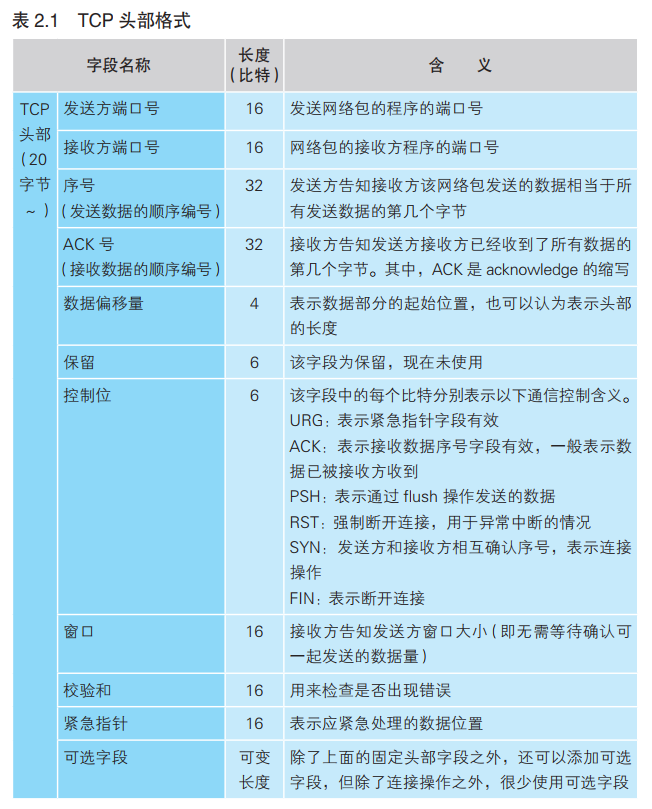 表 2.1 TCP 头部格式
字段名称 长度(比特) 含 义
TCP头部(20字节~)
发送方端口号 16 发送网络包的程序的端口号
接收方端口号 16 网络包的接收方程序的端口号
序号 32 发送方告知接收方该网络包发送的数据相当于所
(发送数据的顺序编号) 有发送数据的第几个字节
ACK 号 32 接收方告知发送方接收方已经收到了所有数据的
(接收数据的顺序编号) 第几个字节。其中，ACK 是 acknowledge 的缩写
数据偏移量 4 表示数据部分的起始位置，也可以认为表示头部
的长度
保留 6 该字段为保留，现在未使用
控制位 6 该字段中的每个比特分别表示以下通信控制含义。
URG：表示紧急指针字段有效
ACK：表示接收数据序号字段有效，一般表示数
据已被接收方收到
PSH：表示通过 flush 操作发送的数据
RST：强制断开连接，用于异常中断的情况
SYN：发送方和接收方相互确认序号，表示连接
操作
FIN：表示断开连接
窗口 16 接收方告知发送方窗口大小(即无需等待确认可
一起发送的数据量)
校验和 16 用来检查是否出现错误
紧急指针 16 表示应紧急处理的数据位置
可选字段 可变 除了上面的固定头部字段之外，还可以添加可选
长度 字段，但除了连接操作之外，很少使用可选字段